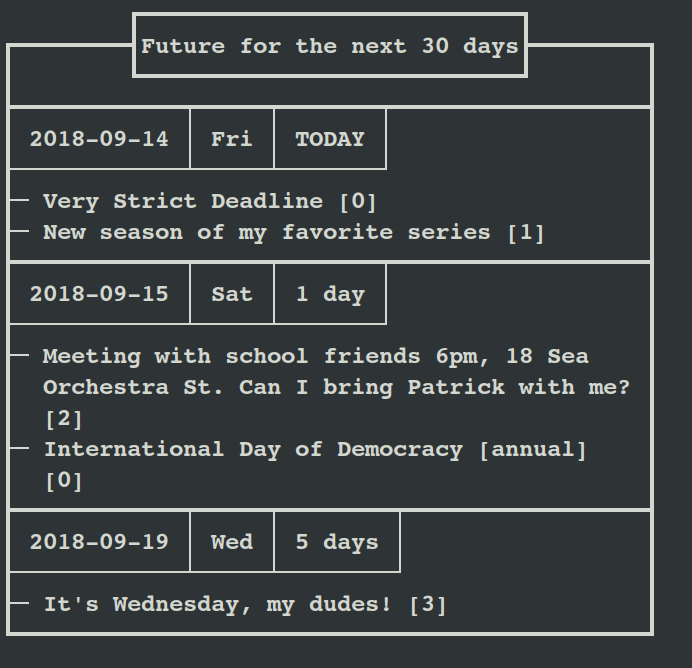 Future for the next 30 days
2018-09-14 Fri TODAY
Very Strict Deadline [0]
New season of my favorite series [1]
2018-09-15 Sat 1 day
Meeting with school friends 6pm, 18 Sea
Orchestra St. Can I bring Patrick with me?
[2]
International Day of Democracy [annual]
[0]
2018-09-19 Wed 5 days
It's Wednesday, my dudes! [3]